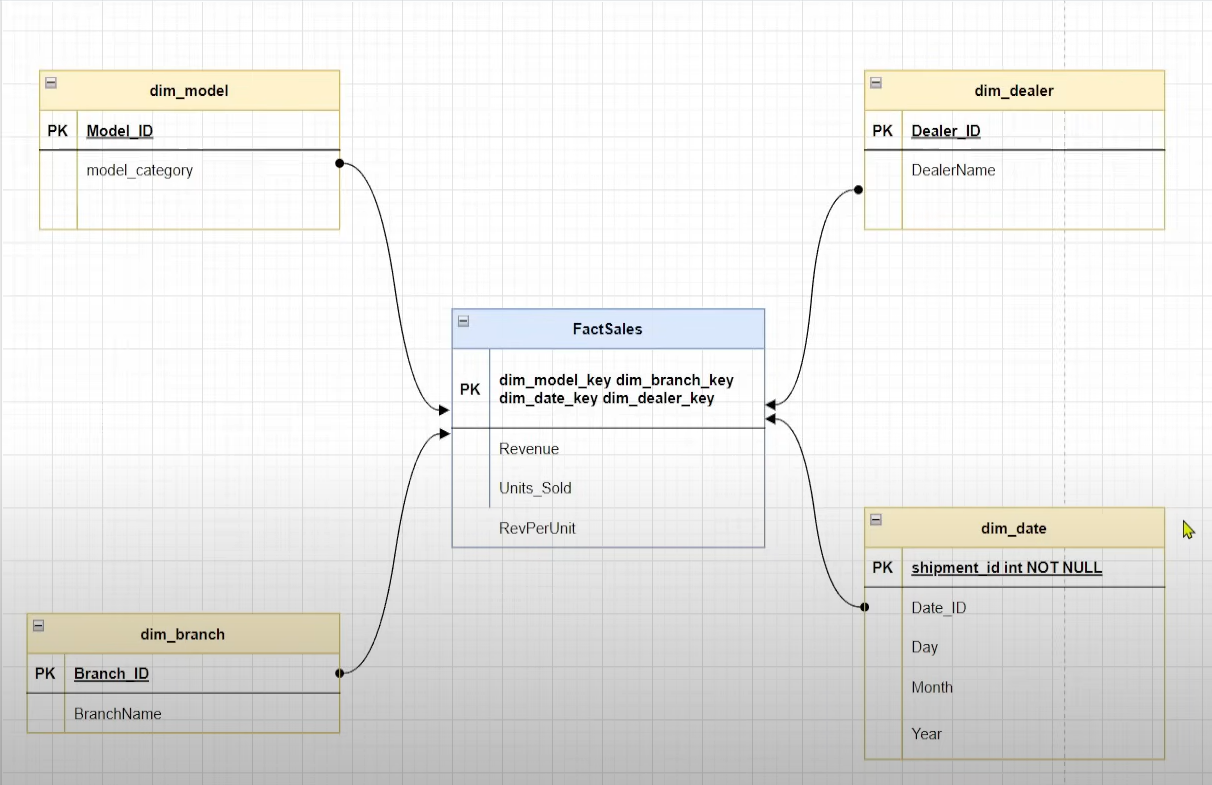 dim_model
PK Model_ID
model_category
dim_dealer
PK Dealer_ID
DealerName
FactSales
PK dim_model_key dim_branch_key
dim_date_key dim_dealer_key
Revenue
Units_Sold
RevPerUnit
dim_branch
PK Branch_ID
BranchName
dim_date
PK shipment_id int NOT NULL
Date_ID
Day
Month
Year